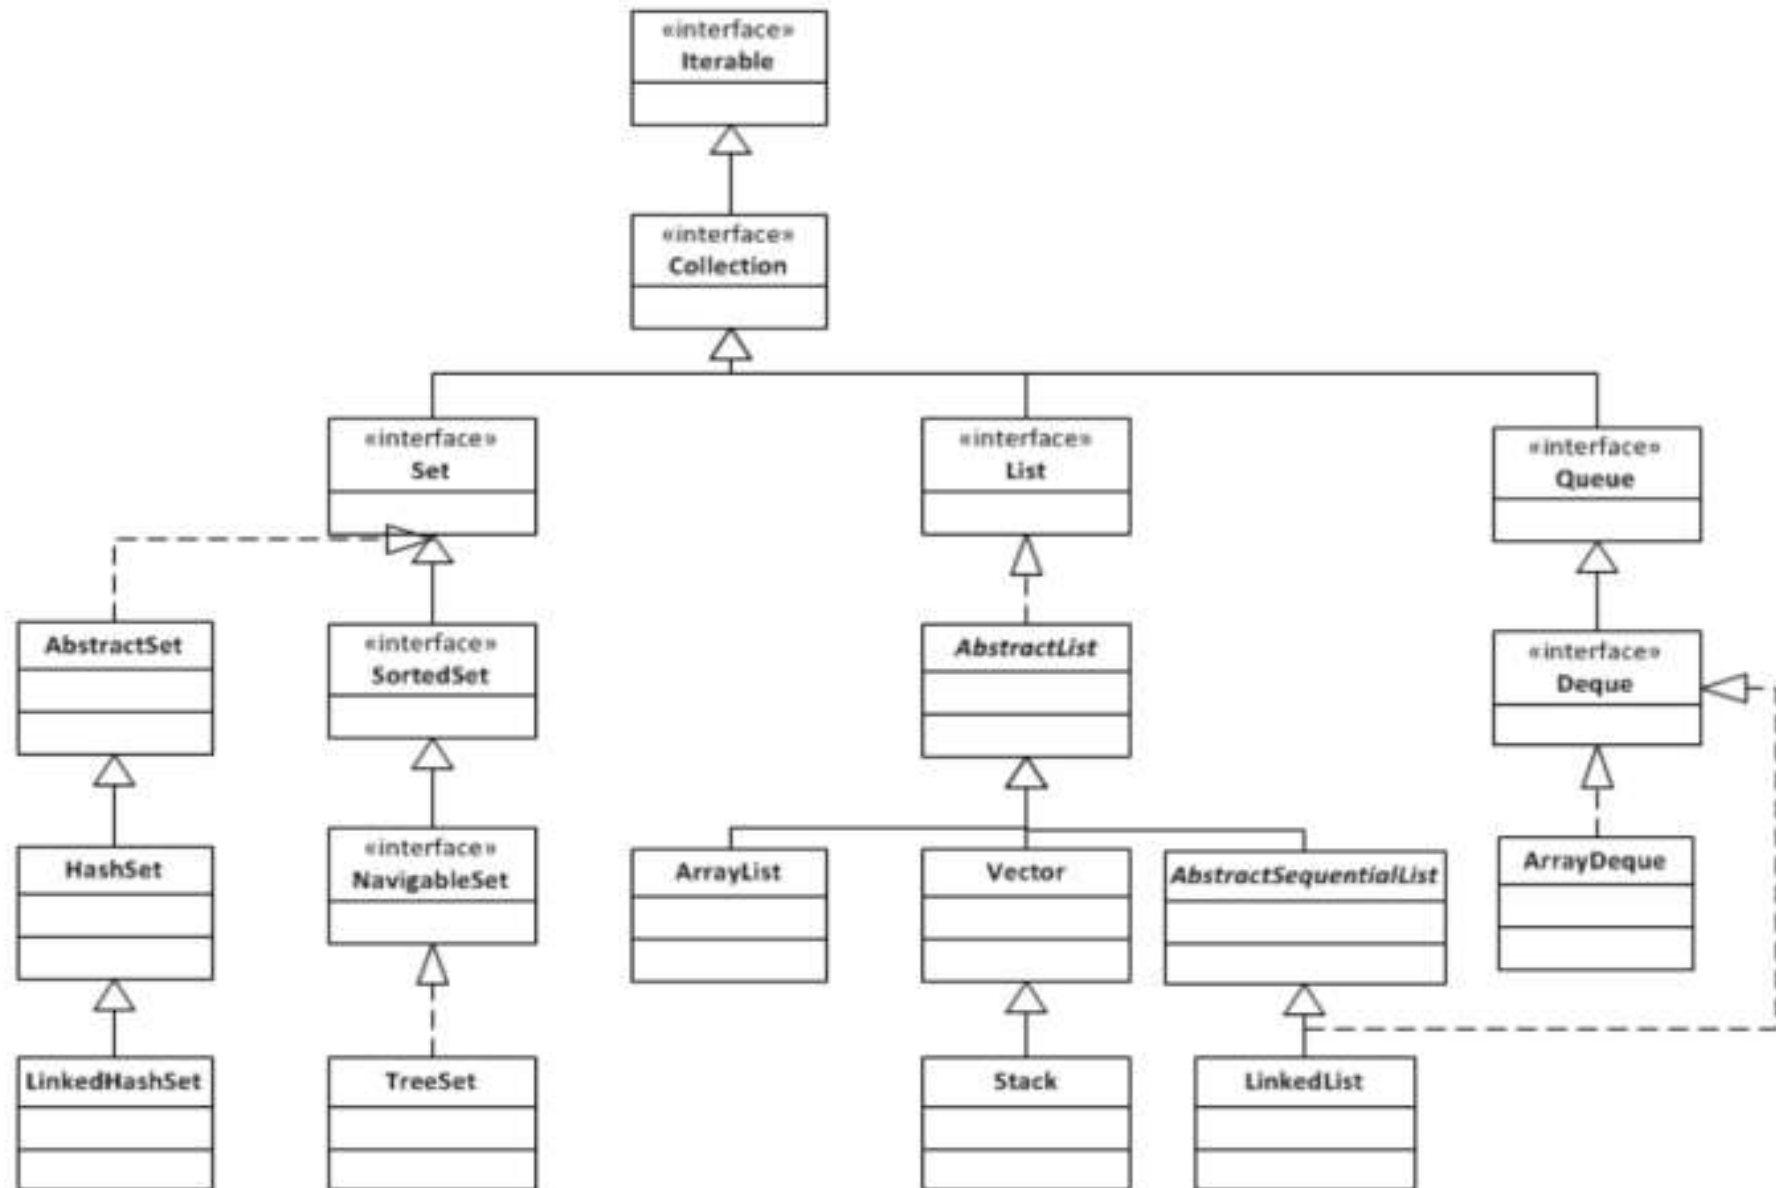 «interface»
Iterable
«interface»
Collection
«interface»
Set
«interface»
List
«interface»
Queue
AbstractSet
«interface»
SortedSet
AbstractList
«interface»
Deque
HashSet
«interface»
NavigableSet
ArrayList
Vector
AbstractSequentialList
ArrayDeque
LinkedHashSet
TreeSet
Stack
LinkedList